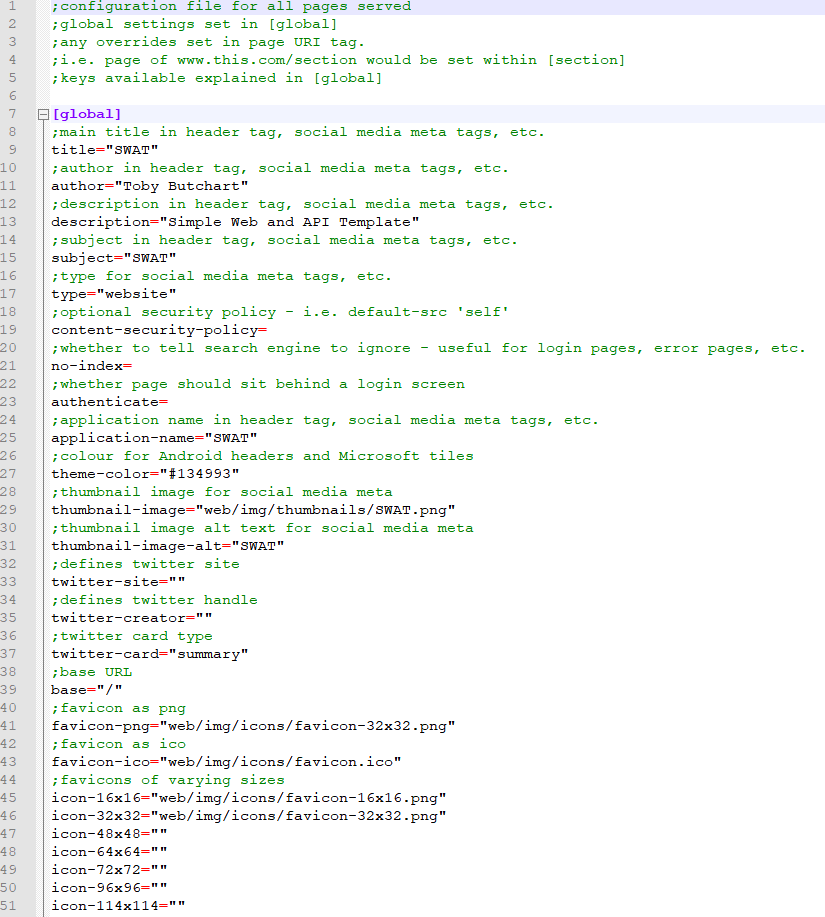 1 ;configuration file for all pages served
2 ;global settings set in [global]
3 ;any overrides set in page URI tag.
4 ;i.e. page of www.this.com/section would be set within [section]
5 ;keys available explained in [global]
6
7 [global]
8 ;main title in header tag, social media meta tags, etc.
9 title="SWAT"
10 ;author in header tag, social media meta tags, etc.
11 author="Toby Butchart"
12 ;description in header tag, social media meta tags, etc.
13 description="Simple Web and API Template"
14 ;subject in header tag, social media meta tags, etc.
15 subject="SWAT"
16 ;type for social media meta tags, etc.
17 type="website"
18 ;optional security policy - i.e. default-src 'self'
19 content-security-policy=
20 ;whether to tell search engine to ignore - useful for login pages, error pages, etc.
21 no-index=
22 ;whether page should sit behind a login screen
23 authenticate=
24 ;application name in header tag, social media meta tags, etc.
25 application-name="SWAT"
26 ;colour for Android headers and Microsoft tiles
27 theme-color="#134993"
28 ;thumbnail image for social media meta
29 thumbnail-image="web/img/thumbnails/SWAT.png"
30 ;thumbnail image alt text for social media meta
31 thumbnail-image-alt="SWAT"
32 ;defines twitter site
33 twitter-site=""
34 ;defines twitter handle
35 twitter-creator=""
36 ;twitter card type
37 twitter-card="summary"
38 ;base URL
39 base="/"
40 ;favicon as png
41 favicon-png="web/img/icons/favicon-32x32.png"
42 ;favicon as ico
43 favicon-ico="web/img/icons/favicon.ico"
44 ;favicons of varying sizes
45 icon-16x16="web/img/icons/favicon-16x16.png"
46 icon-32x32="web/img/icons/favicon-32x32.png"
47 icon-48x48=""
48 icon-64x64=""
49 icon-72x72=""
50 icon-96x96=""
51 icon-114x114=""